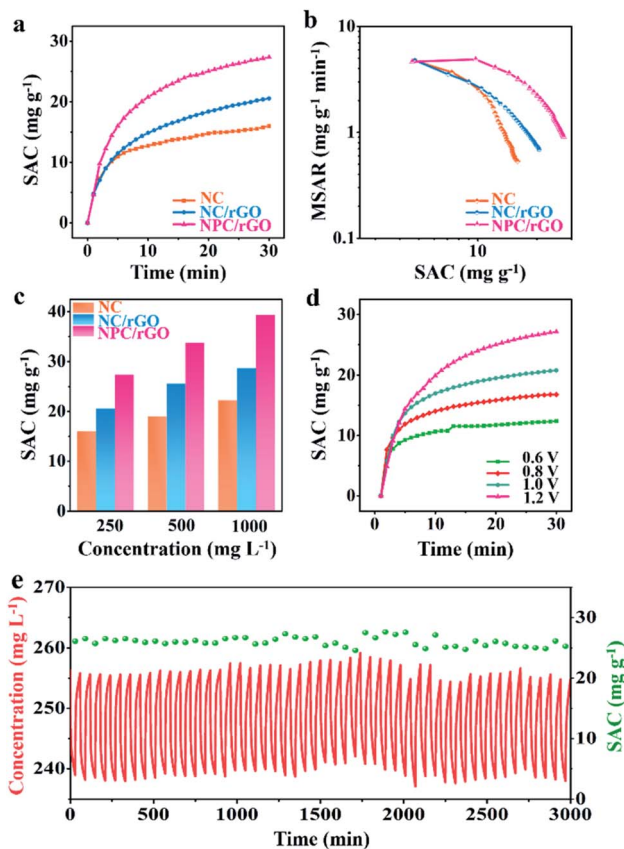 a
SAC (mg g⁻¹)
30
20
10
0
0 10 20 30
Time (min)
NC
NC/rGO
NPC/rGO
b
MSAR (mg g⁻¹ min⁻¹)
10
1
0.1
10
SAC (mg g⁻¹)
NC
NC/rGO
NPC/rGO
c
SAC (mg g⁻¹)
40
30
20
10
0
NC
NC/rGO
NPC/rGO
250 500 1000
Concentration (mg L⁻¹)
d
SAC (mg g⁻¹)
30
20
10
0
0 10 20 30
Time (min)
0.6 V
0.8 V
1.0 V
1.2 V
e
Concentration (mg L⁻¹)
270
260
250
240
0 500 1000 1500 2000 2500 3000
Time (min)
30
20
10
0
SAC (mg g⁻¹)